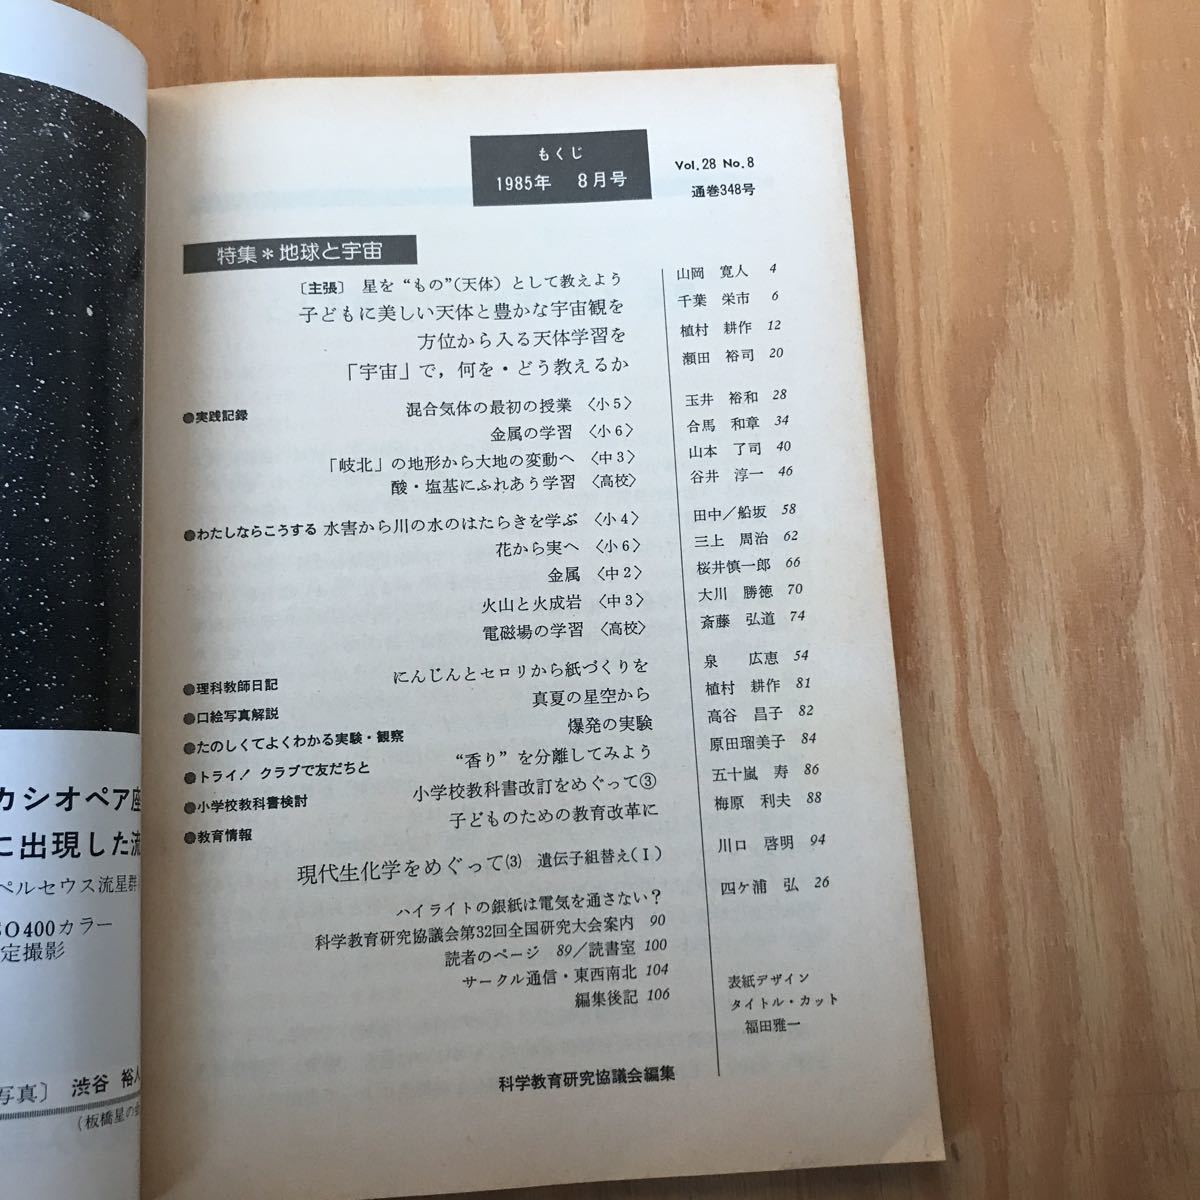 もくじ
1985年 8月号
Vol.28 No.8
通巻348号
特集＊地球と宇宙
〔主張〕 星を“もの”(天体) として教えよう 山岡 寛人 4
子どもに美しい天体と豊かな宇宙観を 千葉 栄市 6
方位から入る天体学習を 植村 耕作 12
「宇宙」で，何を・どう教えるか 瀬田 裕司 20
●実践記録 混合気体の最初の授業 〈小5〉 玉井 裕和 28
金属の学習 〈小6〉 合馬 和章 34
「岐北」の地形から大地の変動へ 〈中3〉 山本 了司 40
酸・塩基にふれあう学習 〈高校〉 谷井 淳一 46
●わたしならこうする 水害から川の水のはたらきを学ぶ 〈小4〉 田中／船坂 58
花から実へ 〈小6〉 三上 周治 62
金属 〈中2〉 桜井慎一郎 66
火山と火成岩 〈中3〉 大川 勝徳 70
電磁場の学習 〈高校〉 斎藤 弘道 74
●理科教師日記 にんじんとセロリから紙づくりを 泉 広恵 54
●口絵写真解説 真夏の星空から 植村 耕作 81
●たのしくてよくわかる実験・観察 爆発の実験 高谷 昌子 82
●トライ！クラブで友だちと “香り”を分離してみよう 原田瑠美子 84
●小学校教科書検討 小学校教科書改訂をめぐって③ 五十嵐 寿 86
●教育情報 子どものための教育改革に 梅原 利夫 88
現代生化学をめぐって(3) 遺伝子組替え(Ⅰ) 川口 啓明 94
ハイライトの銀紙は電気を通さない？ 四ケ浦 弘 26
科学教育研究協議会第32回全国研究大会案内 90
読者のページ 89／読書室 100
サークル通信・東西南北 104
編集後記 106
表紙デザイン
タイトル・カット
福田雅一
科学教育研究協議会編集
カシオペア座
に出現した流
ペルセウス流星群
SO400カラー
定撮影
写真〕 渋谷 裕人
(板橋星の会